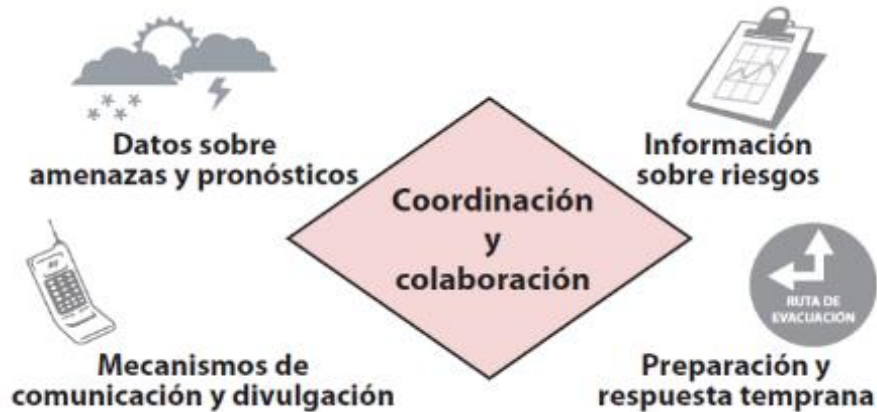 Datos sobre
amenazas y pronósticos
Información
sobre riesgos
Coordinación
y
colaboración
Mecanismos de
comunicación y divulgación
RUTA DE
EVACUACIÓN
Preparación y
respuesta temprana